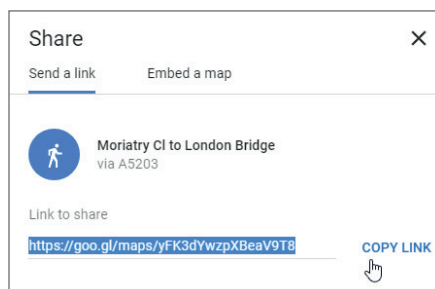 Share
Send a link Embed a map
Moriatry Cl to London Bridge
via A5203
Link to share
https://goo.gl/maps/yFK3dYwzpXBeaV9T8 COPY LINK